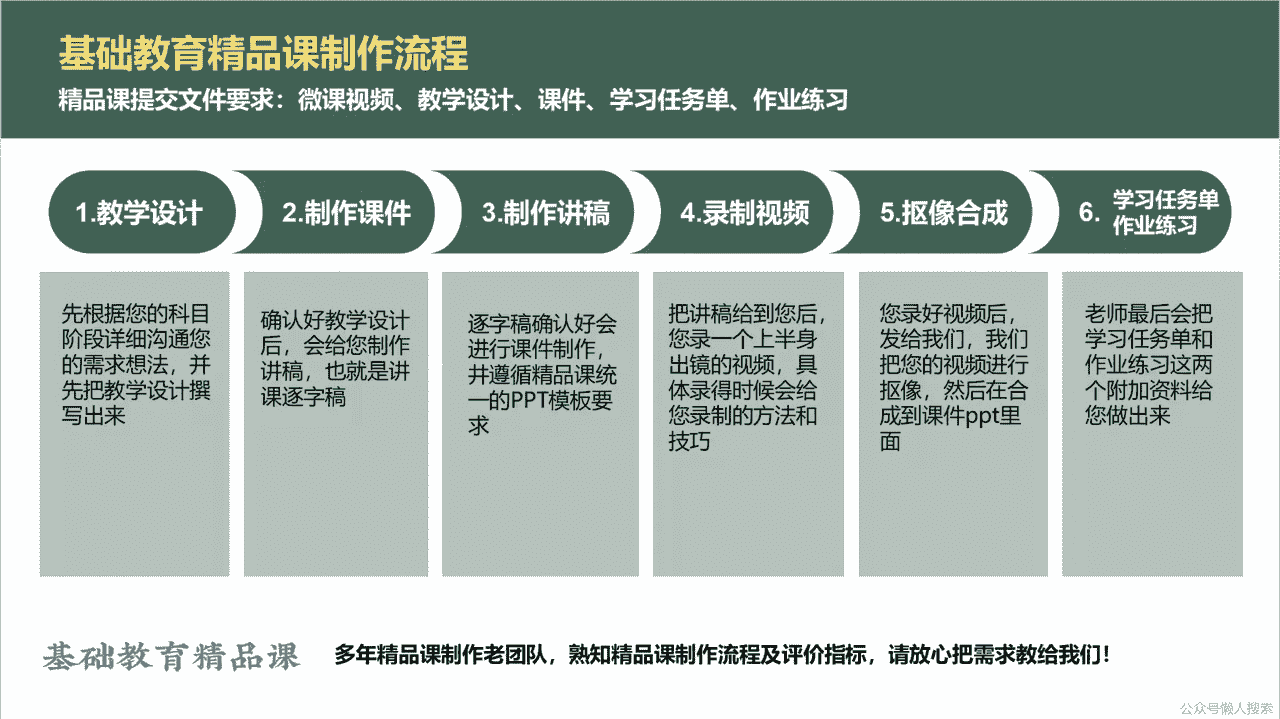 基础教育精品课制作流程
精品课提交文件要求：微课视频、教学设计、课件、学习任务单、作业练习
1.教学设计
2.制作课件
3.制作讲稿
4.录制视频
5.抠像合成
6. 学习任务单
作业练习
先根据您的科目
阶段详细沟通您
的需求想法，并
先把教学设计撰
写出来
确认好教学设计
后，会给您制作
讲稿，也就是讲
课逐字稿
逐字稿确认好会
进行课件制作，
并遵循精品课统
一的PPT模板要
求
把讲稿给到您后，
您录一个上半身
出镜的视频，具
体录得时候会给
您录制的方法和
技巧
您录好视频后，
发给我们，我们
把您的视频进行
抠像，然后在合
成到课件ppt里
面
老师最后会把
学习任务单和
作业练习这两
个附加资料给
您做出来
基础教育精品课
多年精品课制作老团队，熟知精品课制作流程及评价指标，请放心把需求教给我们！
公众号懒人搜索